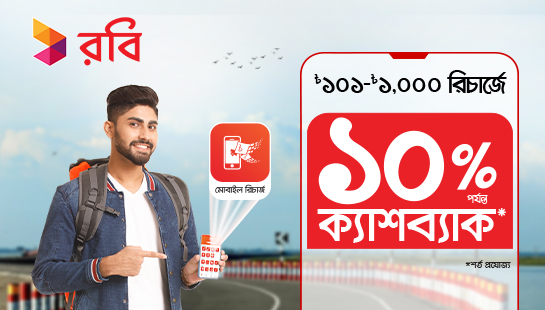 রবি
৳১০১-৳১,০০০ রিচার্জে
১০%
পর্যন্ত
ক্যাশব্যাক*
*শর্ত প্রযোজ্য
মোবাইল রিচার্জ